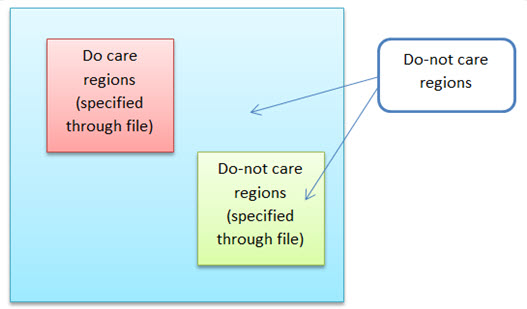 Do care
regions
(specified
through file)
Do-not care
regions
Do-not care
regions
(specified
through file)